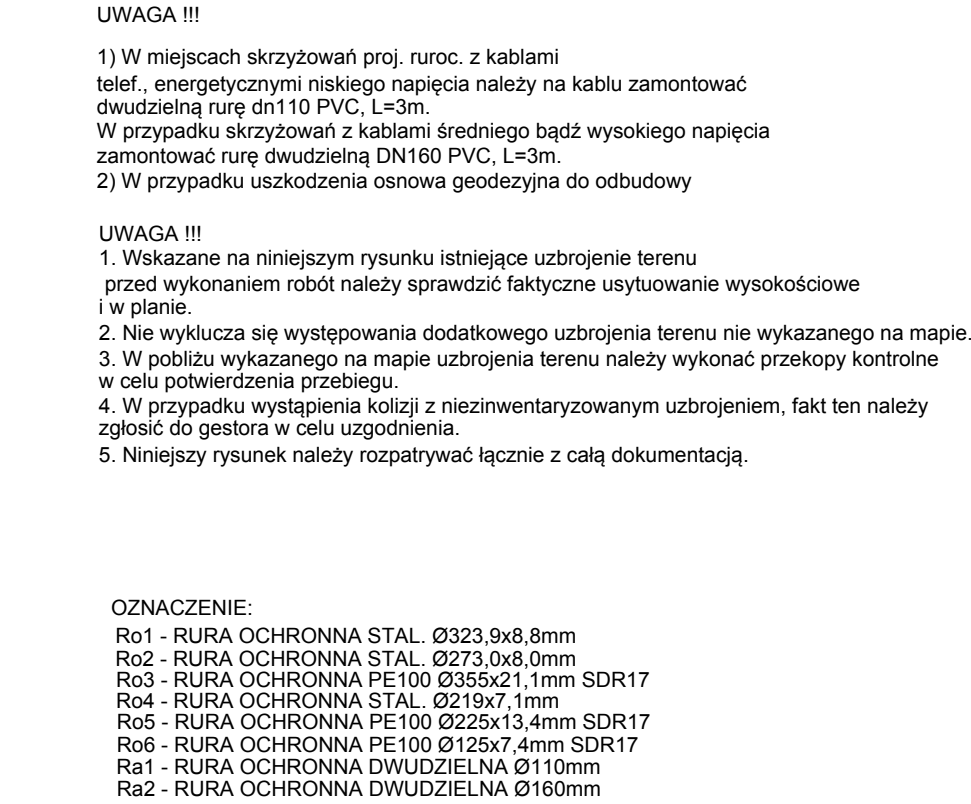 UWAGA !!!
1) W miejscach skrzyżowań proj. ruroc. z kablami
telef., energetycznymi niskiego napięcia należy na kablu zamontować
dwudzielną rurę dn110 PVC, L=3m.
W przypadku skrzyżowań z kablami średniego bądź wysokiego napięcia
zamontować rurę dwudzielną DN160 PVC, L=3m.
2) W przypadku uszkodzenia osnowa geodezyjna do odbudowy
UWAGA !!!
1. Wskazane na niniejszym rysunku istniejące uzbrojenie terenu
przed wykonaniem robót należy sprawdzić faktyczne usytuowanie wysokościowe
i w planie.
2. Nie wyklucza się występowania dodatkowego uzbrojenia terenu nie wykazanego na mapie.
3. W pobliżu wykazanego na mapie uzbrojenia terenu należy wykonać przekopy kontrolne
w celu potwierdzenia przebiegu.
4. W przypadku wystąpienia kolizji z niezinwentaryzowanym uzbrojeniem, fakt ten należy
zgłosić do gestora w celu uzgodnienia.
5. Niniejszy rysunek należy rozpatrywać łącznie z całą dokumentacją.
OZNACZENIE:
Ro1 - RURA OCHRONNA STAL. Ø323,9x8,8mm
Ro2 - RURA OCHRONNA STAL. Ø273,0x8,0mm
Ro3 - RURA OCHRONNA PE100 Ø355x21,1mm SDR17
Ro4 - RURA OCHRONNA STAL. Ø219x7,1mm
Ro5 - RURA OCHRONNA PE100 Ø225x13,4mm SDR17
Ro6 - RURA OCHRONNA PE100 Ø125x7,4mm SDR17
Ra1 - RURA OCHRONNA DWUDZIELNA Ø110mm
Ra2 - RURA OCHRONNA DWUDZIELNA Ø160mm